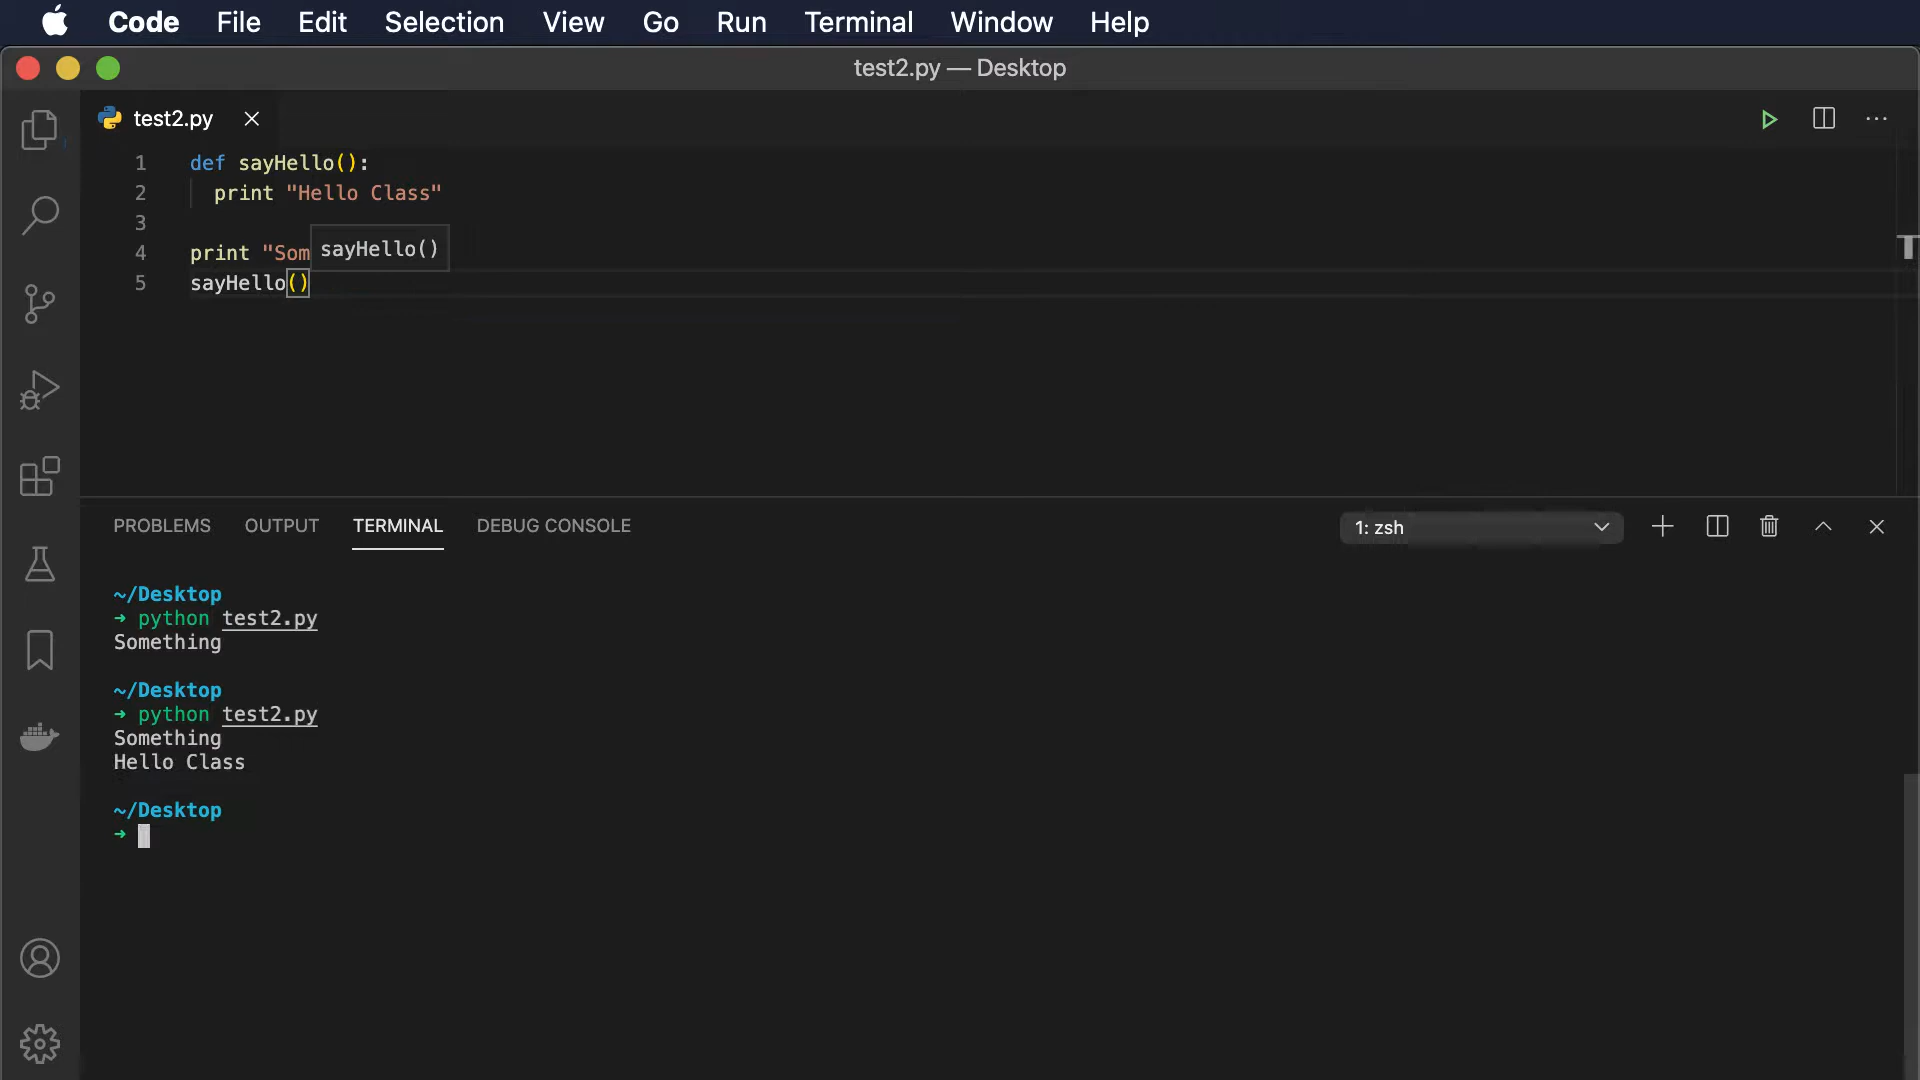 Code File Edit Selection View Go Run Terminal Window Help
test2.py — Desktop
test2.py
1 def sayHello():
2 print "Hello Class"
3
4 print "Som
sayHello()
5 sayHello()
PROBLEMS OUTPUT TERMINAL DEBUG CONSOLE
1: zsh
~/Desktop
➜ python test2.py
Something
~/Desktop
➜ python test2.py
Something
Hello Class
~/Desktop
➜